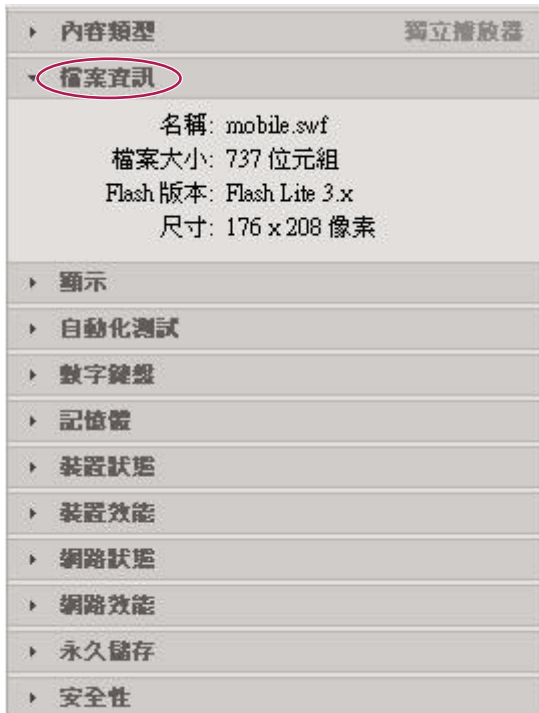 內容類型 獨立播放器
檔案資訊
名稱: mobile.swf
檔案大小: 737 位元組
Flash 版本: Flash Lite 3.x
尺寸: 176 x 208 像素
顯示
自動化測試
數字鍵盤
記憶體
裝置狀態
裝置效能
網路狀態
網路效能
永久儲存
安全性